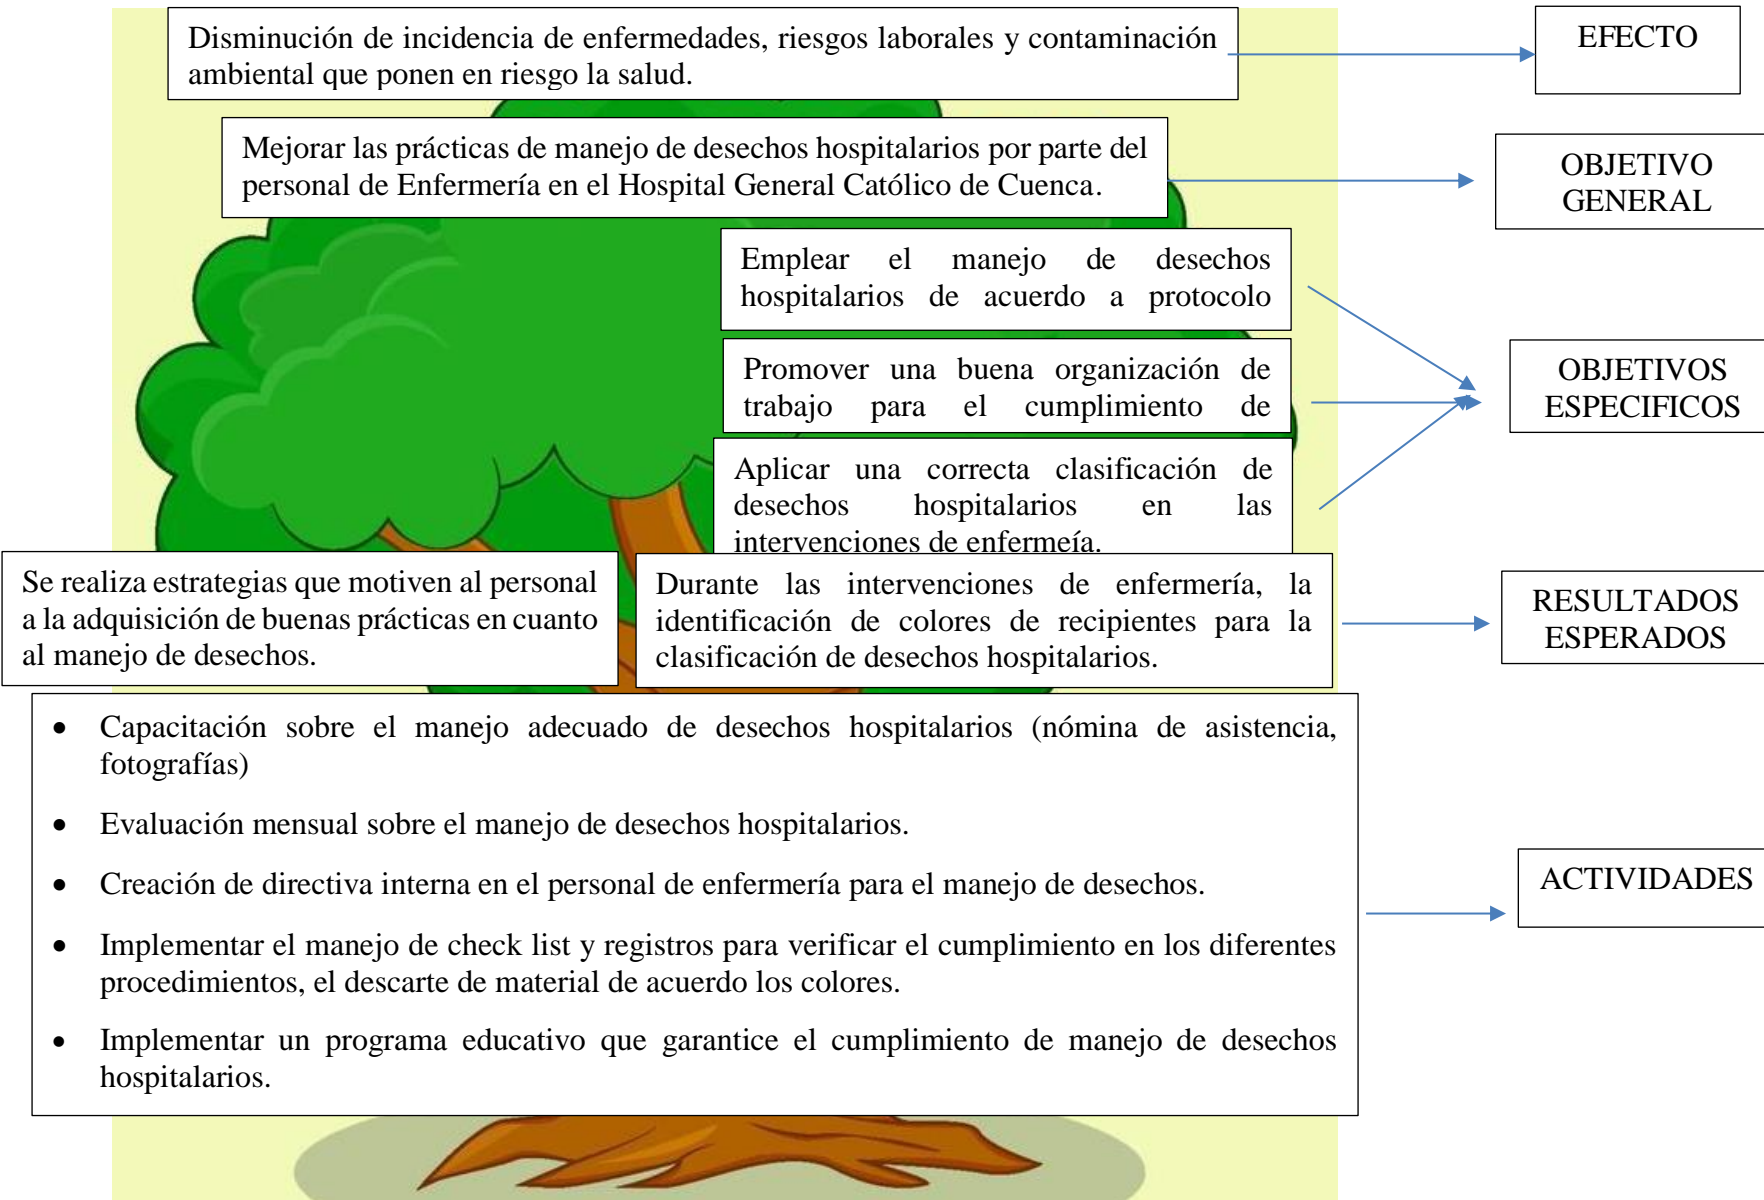 Disminución de incidencia de enfermedades, riesgos laborales y contaminación
ambiental que ponen en riesgo la salud.
EFECTO
Mejorar las prácticas de manejo de desechos hospitalarios por parte del
personal de Enfermería en el Hospital General Católico de Cuenca.
OBJETIVO
GENERAL
Emplear el manejo de desechos
hospitalarios de acuerdo a protocolo
Promover una buena organización de
trabajo para el cumplimiento de
Aplicar una correcta clasificación de
desechos hospitalarios en las
intervenciones de enfermeía.
OBJETIVOS
ESPECIFICOS
Se realiza estrategias que motiven al personal
a la adquisición de buenas prácticas en cuanto
al manejo de desechos.
Durante las intervenciones de enfermería, la
identificación de colores de recipientes para la
clasificación de desechos hospitalarios.
RESULTADOS
ESPERADOS
• Capacitación sobre el manejo adecuado de desechos hospitalarios (nómina de asistencia,
fotografías)
• Evaluación mensual sobre el manejo de desechos hospitalarios.
• Creación de directiva interna en el personal de enfermería para el manejo de desechos.
• Implementar el manejo de check list y registros para verificar el cumplimiento en los diferentes
procedimientos, el descarte de material de acuerdo los colores.
• Implementar un programa educativo que garantice el cumplimiento de manejo de desechos
hospitalarios.
ACTIVIDADES